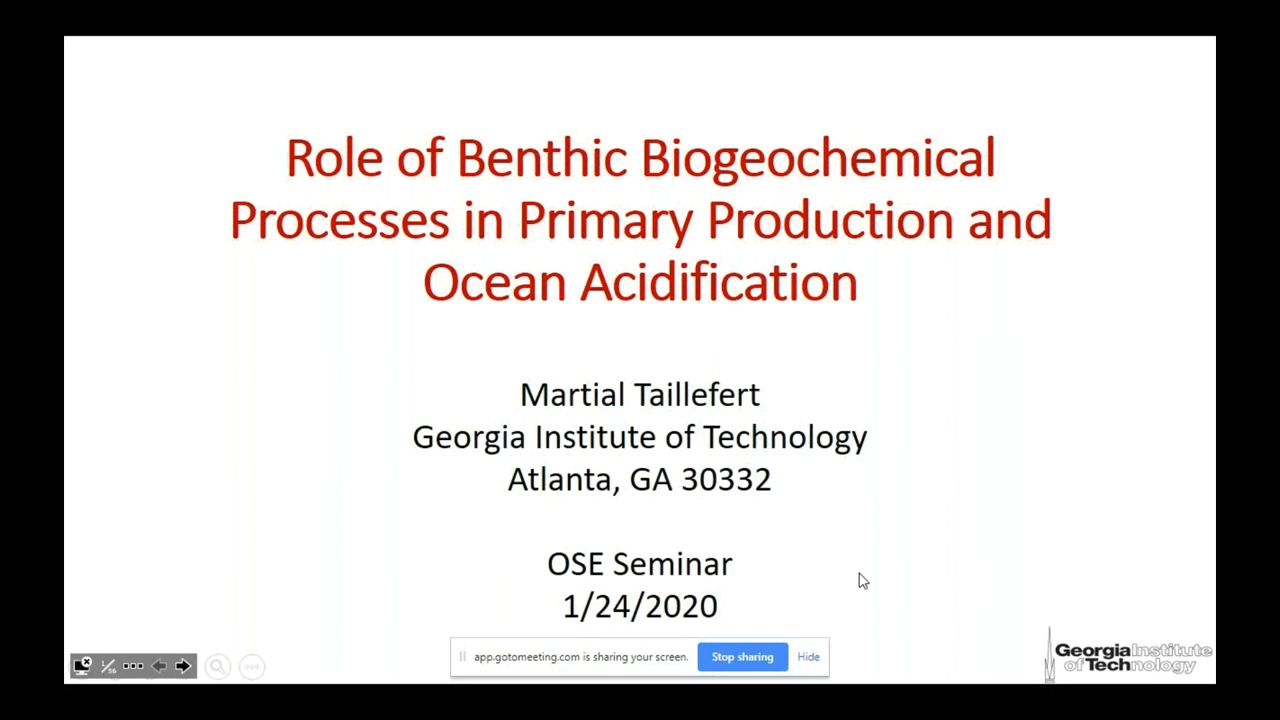 Role of Benthic Biogeochemical
Processes in Primary Production and
Ocean Acidification
Martial Taillefert
Georgia Institute of Technology
Atlanta, GA 30332
OSE Seminar
1/24/2020
app.gotomeeting.com is sharing your screen. Stop sharing Hide
1/56
Georgia Institute
of Technology